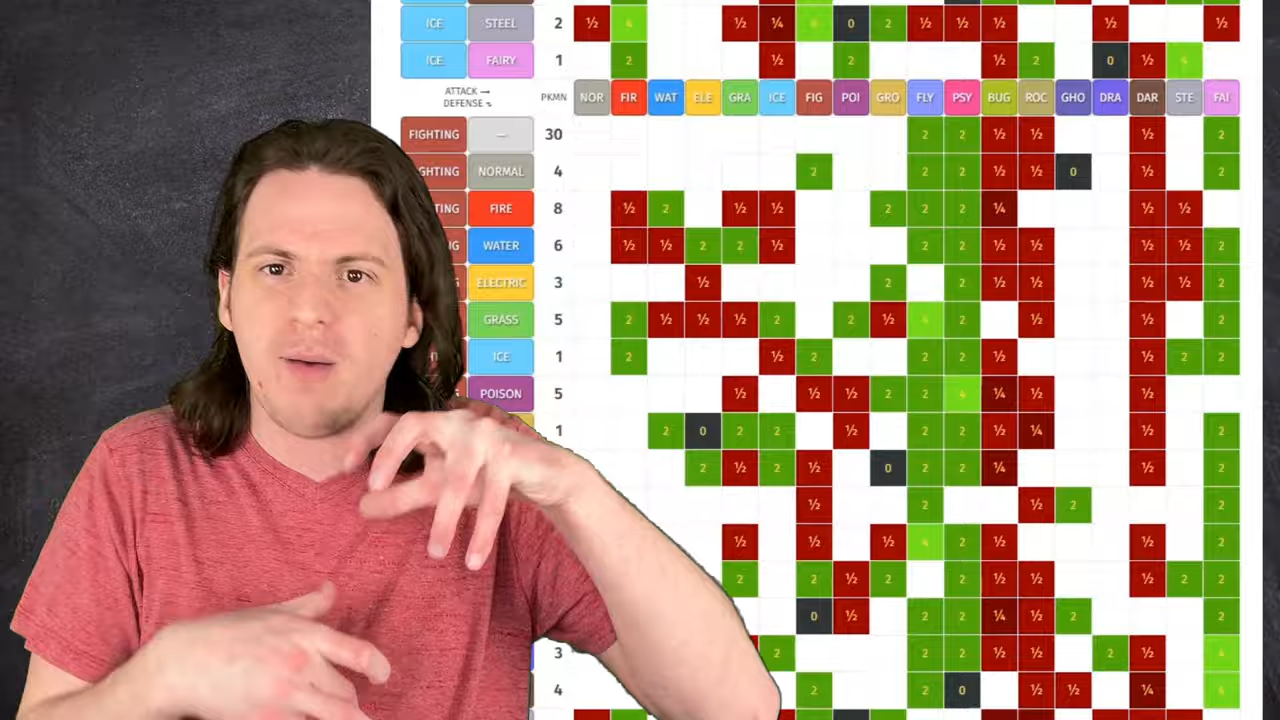 ICE STEEL 2 ½ 4 ½ ¼ 4 0 2 ½ ½ ½ ½ ½
ICE FAIRY 1 2 ½ 2 ½ 2 0 ½ 4
ATTACK →
DEFENSE ↴ PKMN NOR FIR WAT ELE GRA ICE FIG POI GRO FLY PSY BUG ROC GHO DRA DAR STE FAI
FIGHTING — 30 2 2 ½ ½ ½ 2
GHTING NORMAL 4 2 2 2 ½ ½ 0 ½ 2
TING FIRE 8 ½ 2 ½ ½ 2 2 2 ¼ ½ ½
WATER 6 ½ ½ 2 2 ½ 2 2 ½ ½ ½ ½ 2
ELECTRIC 3 ½ 2 2 ½ ½ ½ ½ 2
GRASS 5 2 ½ ½ ½ 2 2 ½ 4 2 ½ ½ 2
ICE 1 2 ½ 2 2 2 ½ ½ 2 2
POISON 5 ½ ½ ½ 2 2 4 ¼ ½ ½
1 2 0 2 2 ½ 2 2 ½ ¼ ½ 2
2 ½ 2 ½ 0 2 2 ¼ ½ 2
½ 2 ½ 2 2
½ ½ ½ 4 2 ½ ½ 2
2 2 ½ 2 2 ½ ½ ½ 2 2
0 ½ 2 2 ¼ ½ 2 2
3 2 2 2 ½ ½ 2 ½ 4
4 2 2 0 ½ ½ ¼ 4